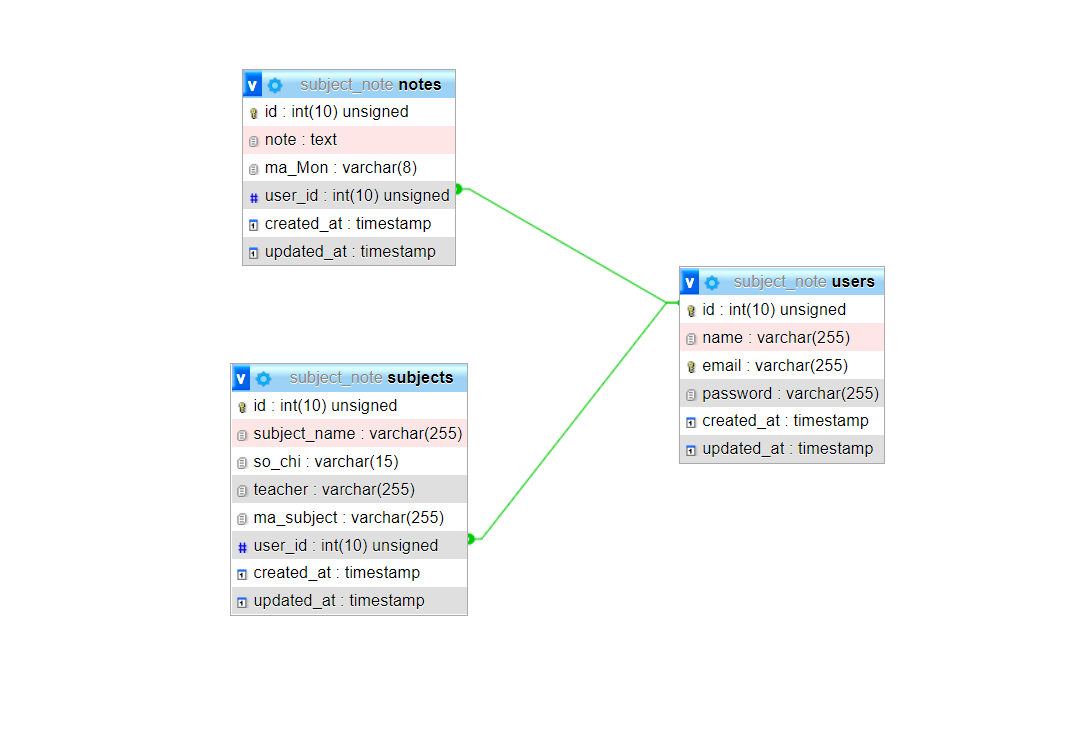 v subject_note notes
id : int(10) unsigned
note : text
ma_Mon : varchar(8)
# user_id : int(10) unsigned
created_at : timestamp
updated_at : timestamp
v subject_note users
id : int(10) unsigned
name : varchar(255)
email : varchar(255)
password : varchar(255)
created_at : timestamp
updated_at : timestamp
v subject_note subjects
id : int(10) unsigned
subject_name : varchar(255)
so_chi : varchar(15)
teacher : varchar(255)
ma_subject : varchar(255)
# user_id : int(10) unsigned
created_at : timestamp
updated_at : timestamp